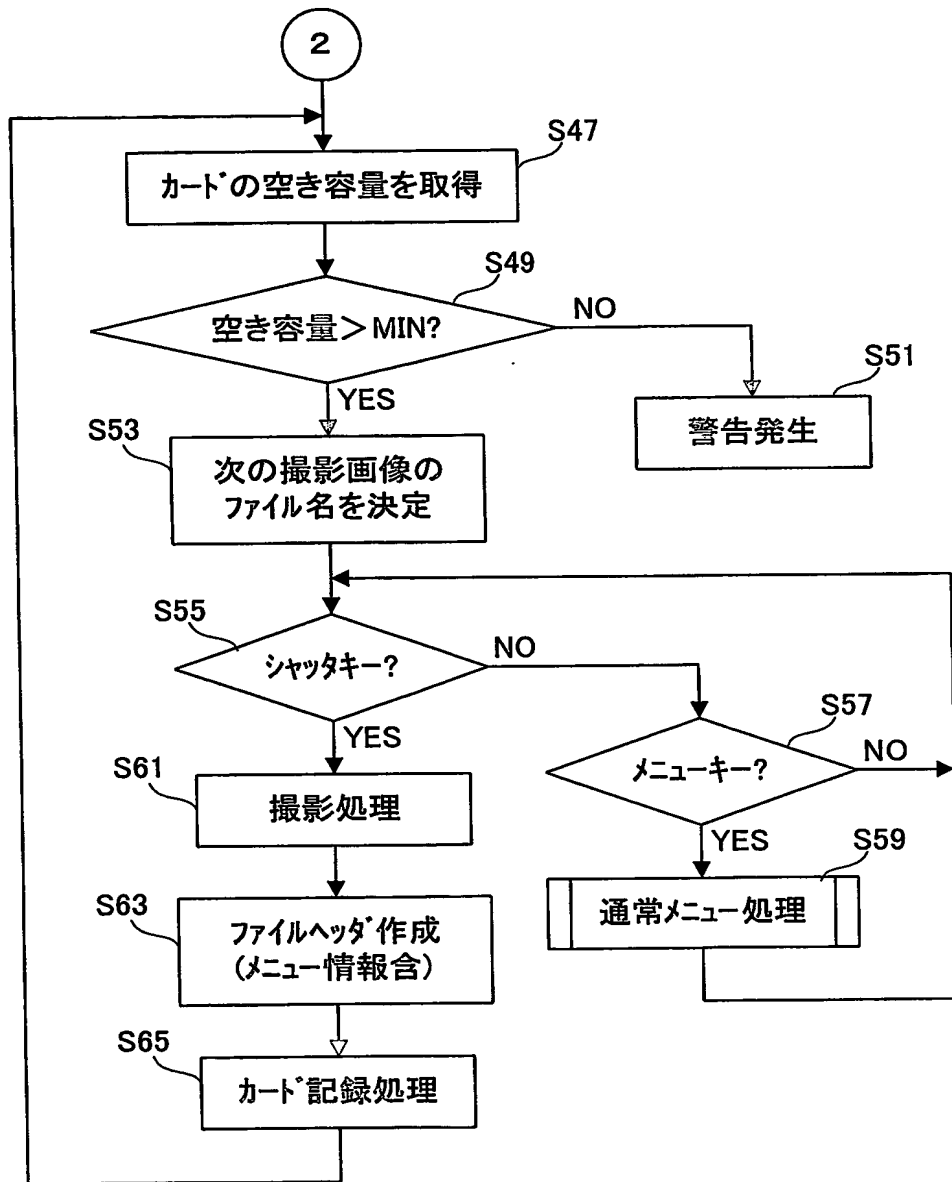 2
S47
カードの空き容量を取得
S49
空き容量＞MIN?
NO
YES
S51
警告発生
S53
次の撮影画像の
ファイル名を決定
S55
シャッタキー?
NO
YES
S57
メニューキー?
NO
YES
S61
撮影処理
S59
通常メニュー処理
S63
ファイルヘッダ作成
(メニュー情報含)
S65
カード記録処理